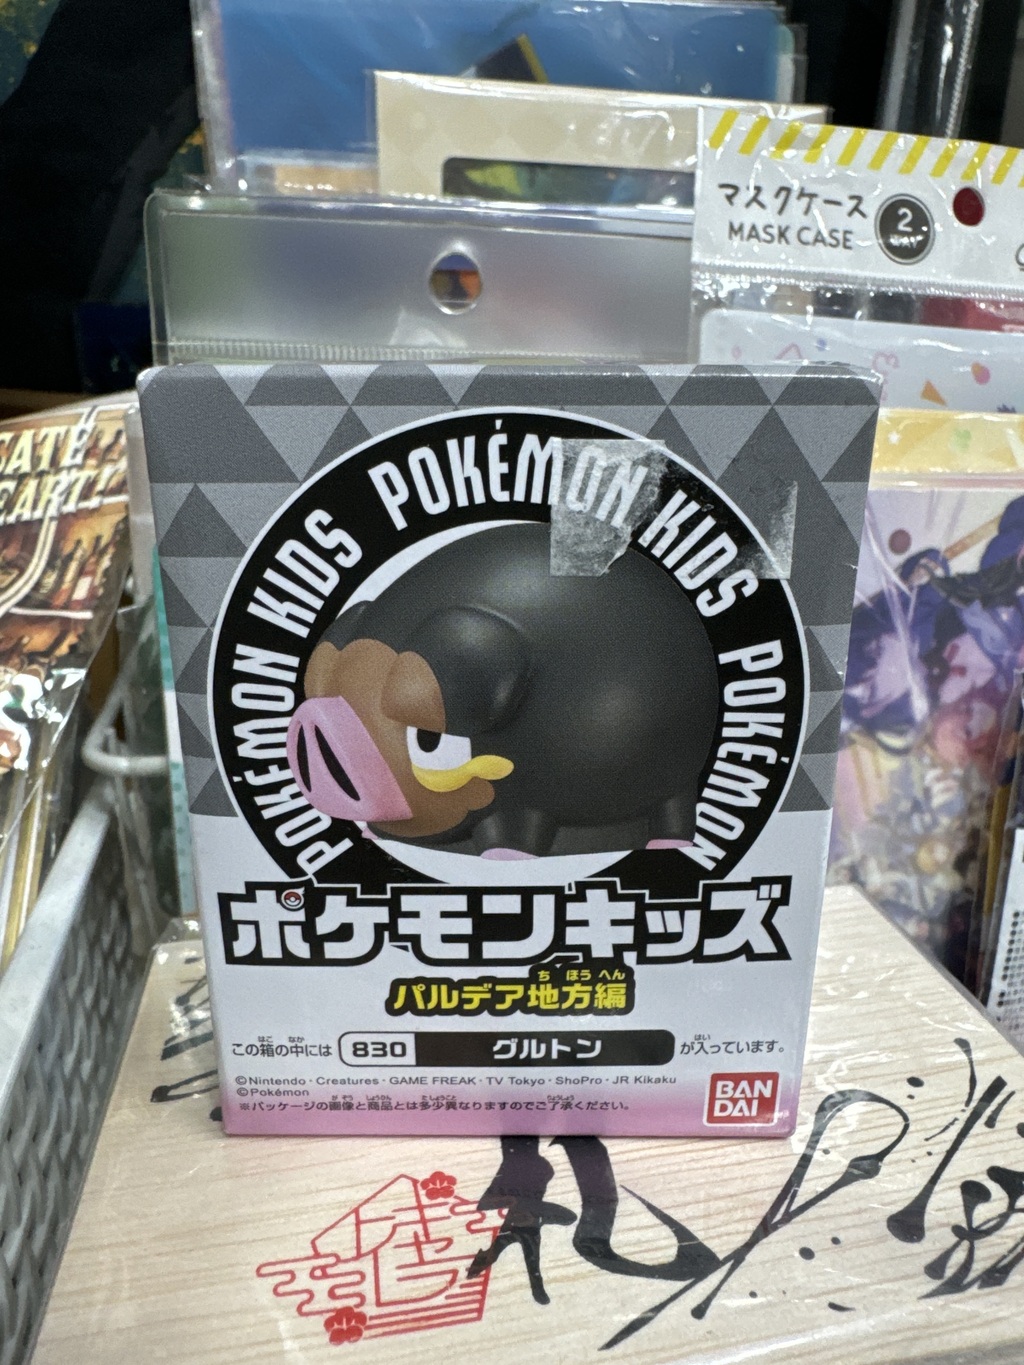 マスクケース
MASK CASE
2
WAY
POKÉMON KIDS POKÉMON KIDS POKÉMON
ポケモンキッズ
ち ほう へん
パルデア地方編
はこ なか はい
この箱の中には 830 グルトン が入っています。
©Nintendo・Creatures・GAME FREAK・TV Tokyo・ShoPro・JR Kikaku
©Pokémon
※パッケージの画像と商品とは多少異なりますのでご了承ください。
BAN
DAI